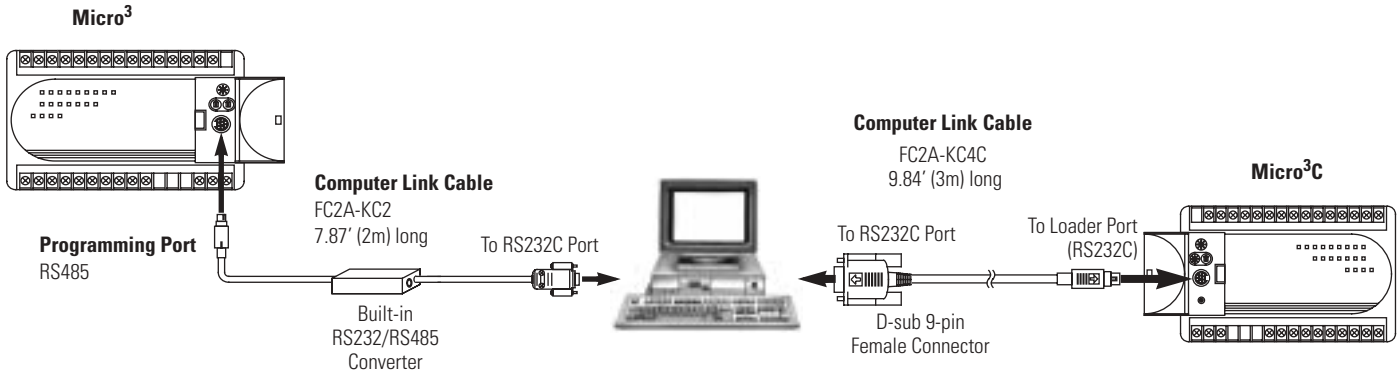 Micro³
Computer Link Cable
FC2A-KC2
7.87′ (2m) long
Programming Port
RS485
To RS232C Port
Built-in
RS232/RS485
Converter
Computer Link Cable
FC2A-KC4C
9.84′ (3m) long
To RS232C Port
D-sub 9-pin
Female Connector
To Loader Port
(RS232C)
Micro³C